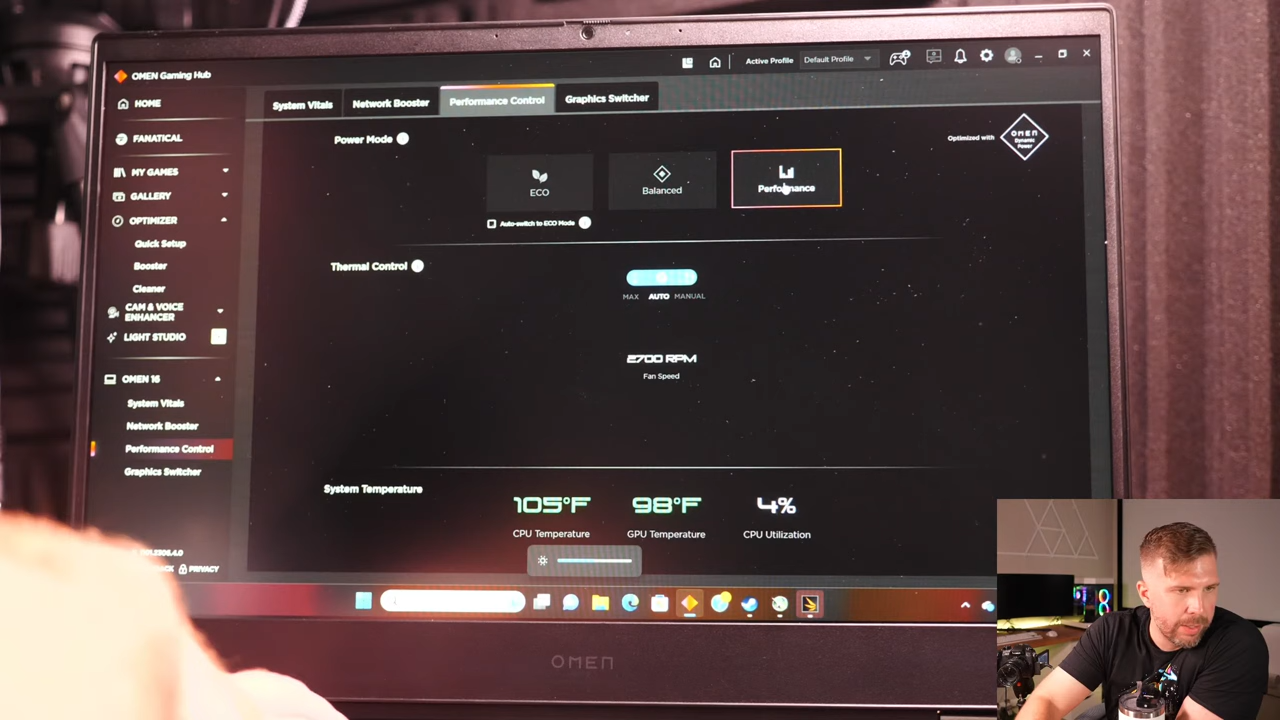 OMEN Gaming Hub
Active Profile
Default Profile
HOME
FANATICAL
MY GAMES
GALLERY
OPTIMIZER
Quick Setup
Booster
Cleaner
CAM & VOICE
ENHANCER
LIGHT STUDIO
OMEN 16
System Vitals
Network Booster
Performance Control
Graphics Switcher
PRIVACY
System Vitals
Network Booster
Performance Control
Graphics Switcher
Power Mode
Optimized with
OMEN
Dynamic
Power
ECO
Balanced
Performance
Auto-switch to ECO Mode
Thermal Control
MAX AUTO MANUAL
2700 RPM
Fan Speed
System Temperature
105°F
98°F
4%
CPU Temperature
GPU Temperature
CPU Utilization
OMEN